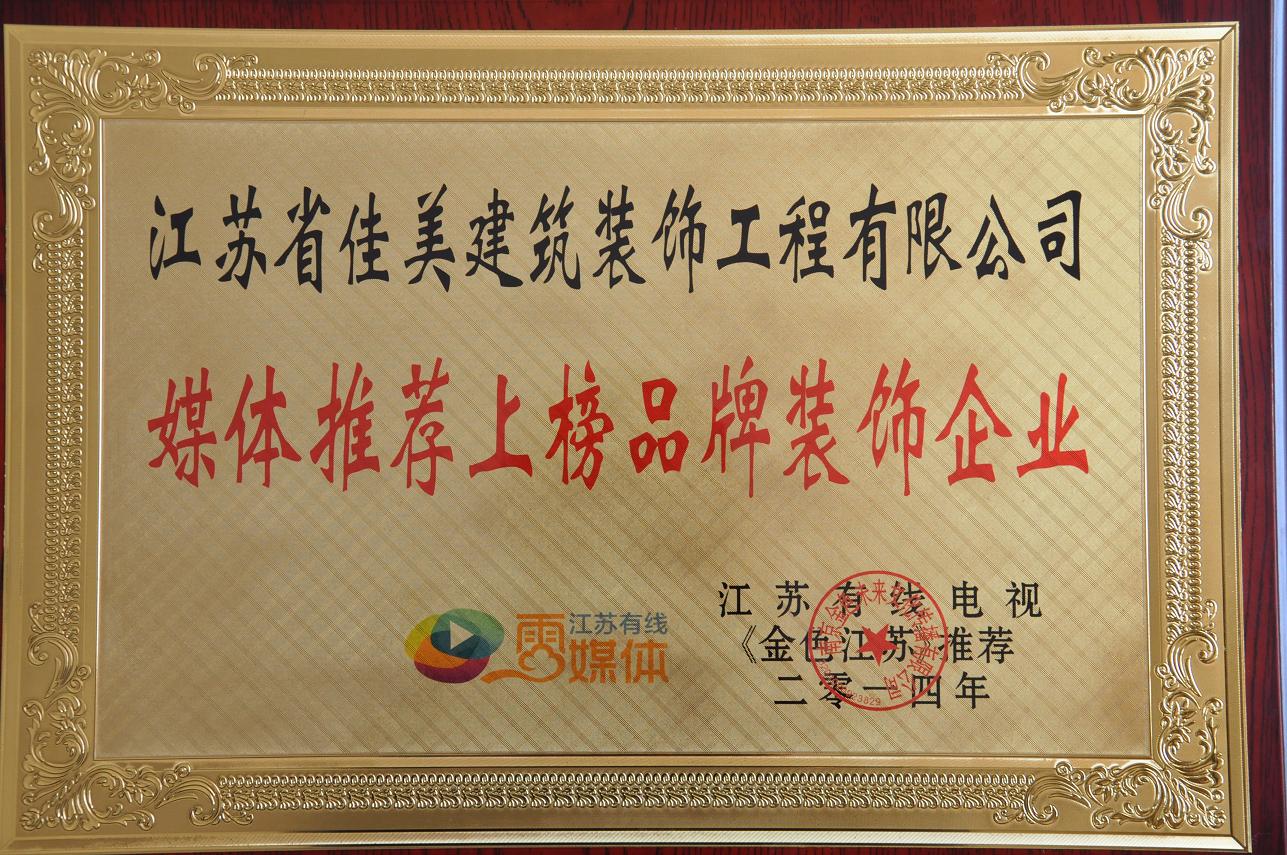 江苏省佳美建筑装饰工程有限公司
媒体推荐上榜品牌装饰企业
江苏有线
媒体
江苏有线电视
《金色江苏》推荐
二零一四年